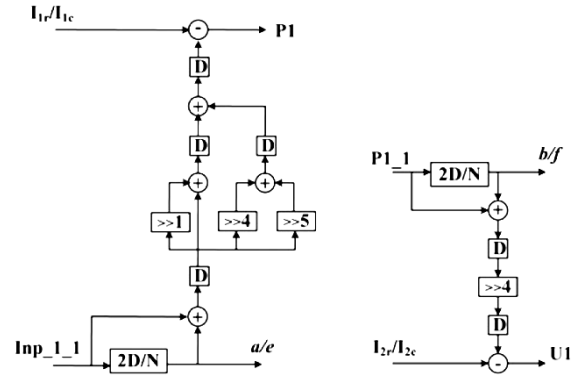 I1r/I1c
-
P1
D
+
D
D
P1_1
2D/N
b/f
+
+
+
>>1
>>4
>>5
D
D
>>4
+
D
Inp_1_1
2D/N
a/e
I2r/I2c
-
U1